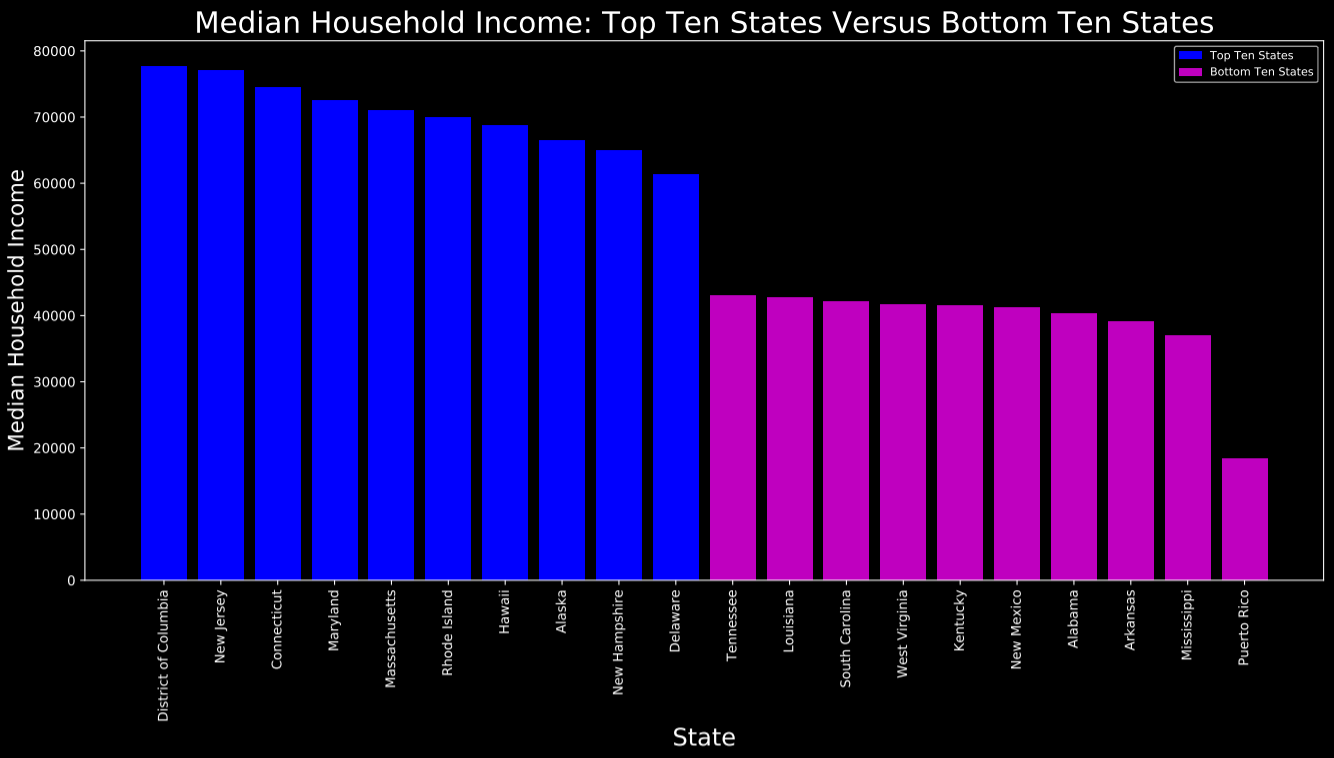 Median Household Income: Top Ten States Versus Bottom Ten States
Top Ten States
Bottom Ten States
Median Household Income
80000
70000
60000
50000
40000
30000
20000
10000
0
District of Columbia
New Jersey
Connecticut
Maryland
Massachusetts
Rhode Island
Hawaii
Alaska
New Hampshire
Delaware
Tennessee
Louisiana
South Carolina
West Virginia
Kentucky
New Mexico
Alabama
Arkansas
Mississippi
Puerto Rico
State